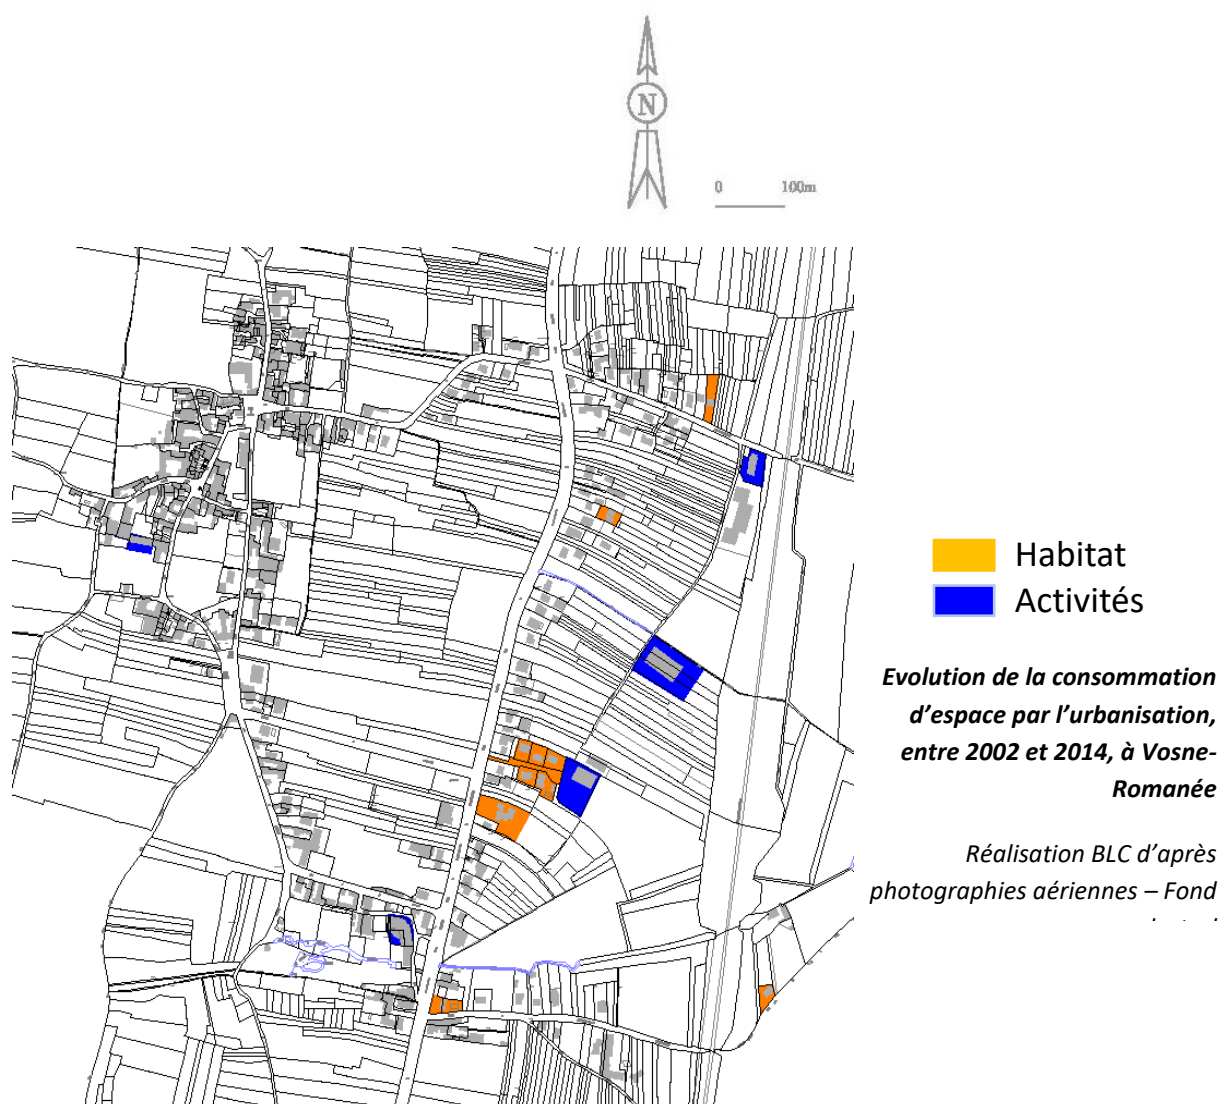 N
0 100m
Habitat
Activités
Evolution de la consommation
d'espace par l'urbanisation,
entre 2002 et 2014, à Vosne-
Romanée
Réalisation BLC d'après
photographies aériennes – Fond